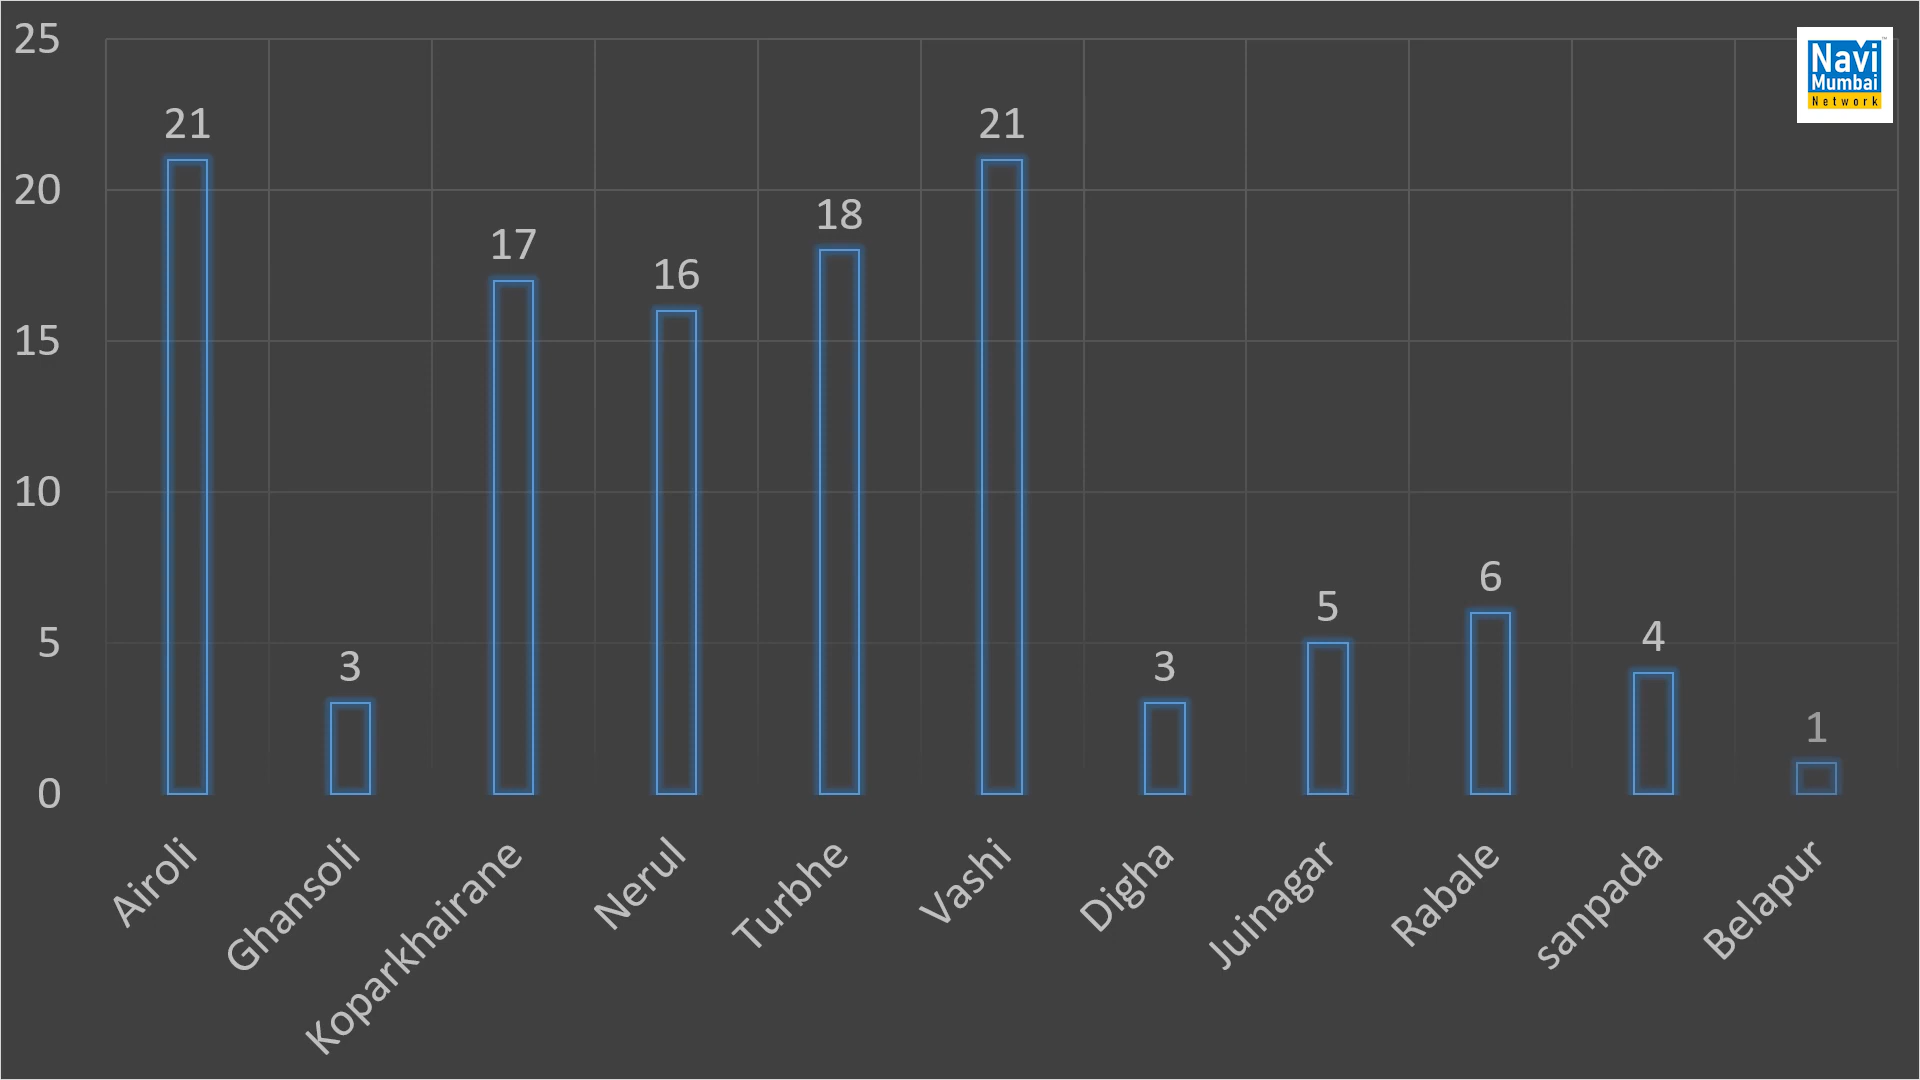 25
20
15
10
5
0
21
3
17
16
18
21
3
5
6
4
1
Airoli
Ghansoli
Koparkhairane
Nerul
Turbhe
Vashi
Digha
Juinagar
Rabale
sanpada
Belapur
Navi
Mumbai
Network